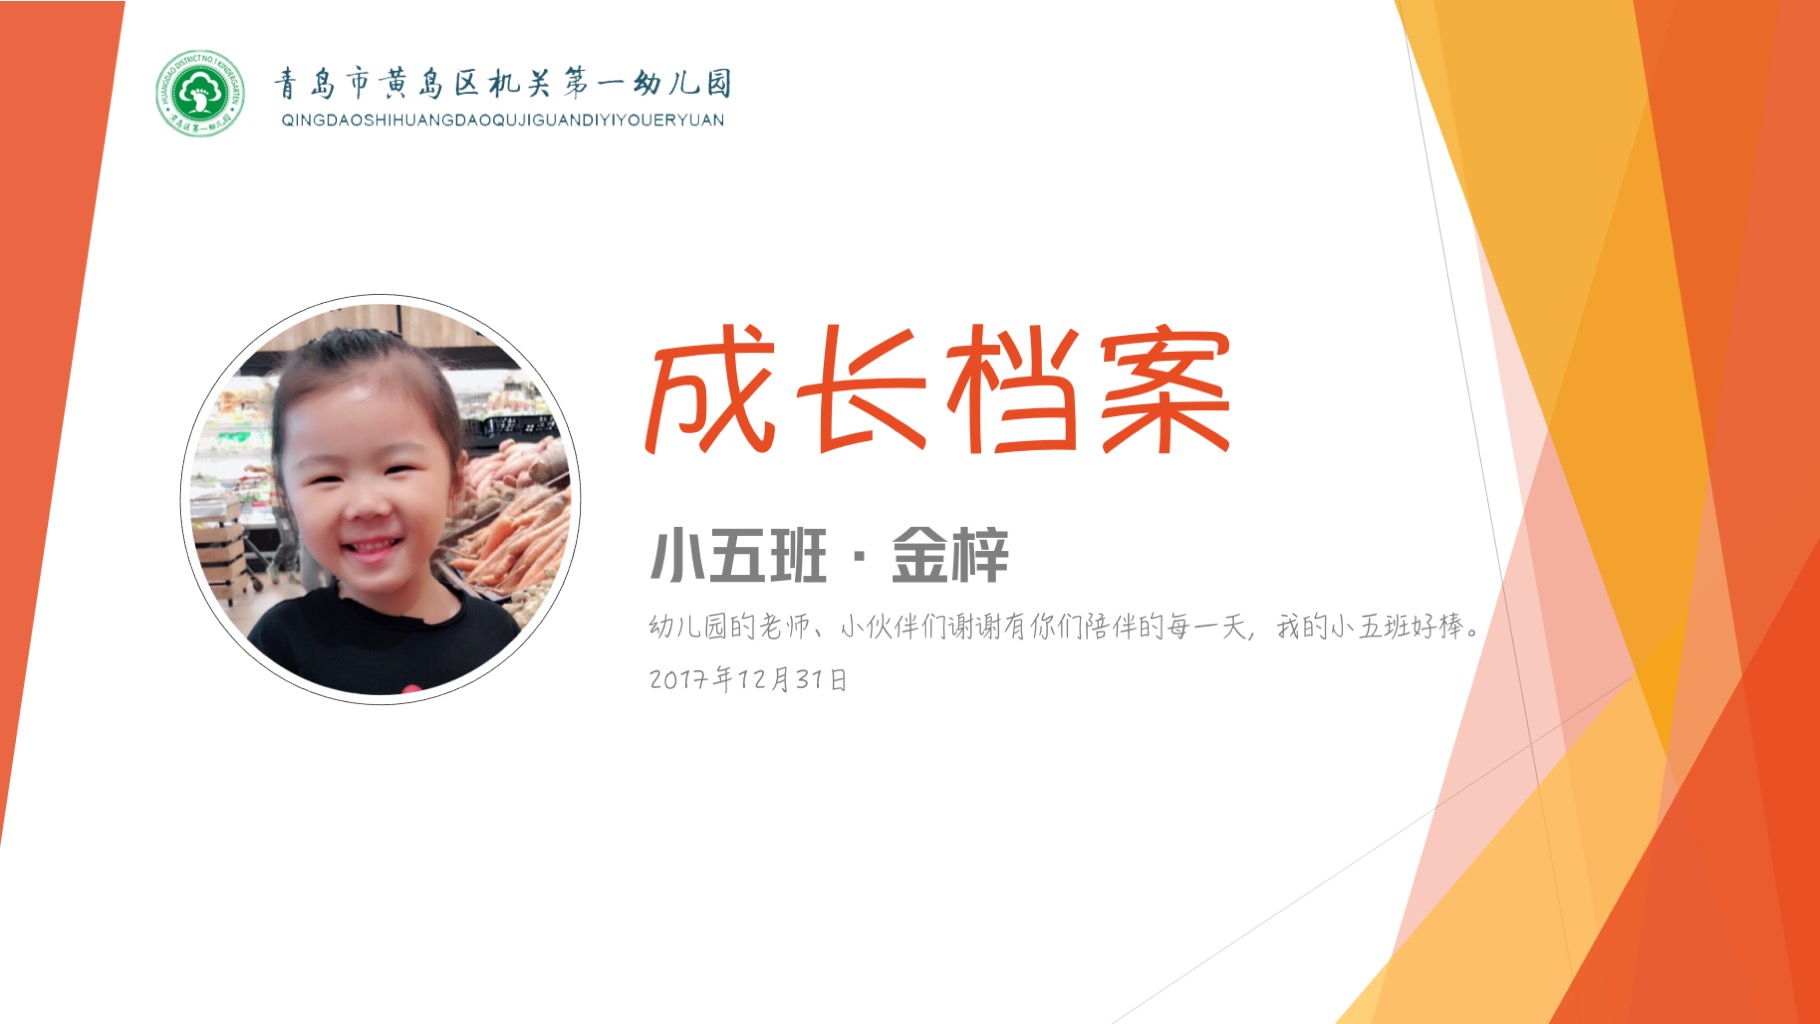 HUANGDAO DISTRICT NO.1 KINDERGARTEN
黄岛区第一幼儿园
青岛市黄岛区机关第一幼儿园
QINGDAOSHIHUANGDAOQUJIGUANDIYIYOUERYUAN
成长档案
小五班·金梓
幼儿园的老师、小伙伴们谢谢有你们陪伴的每一天，我的小五班好棒。
2017年12月31日